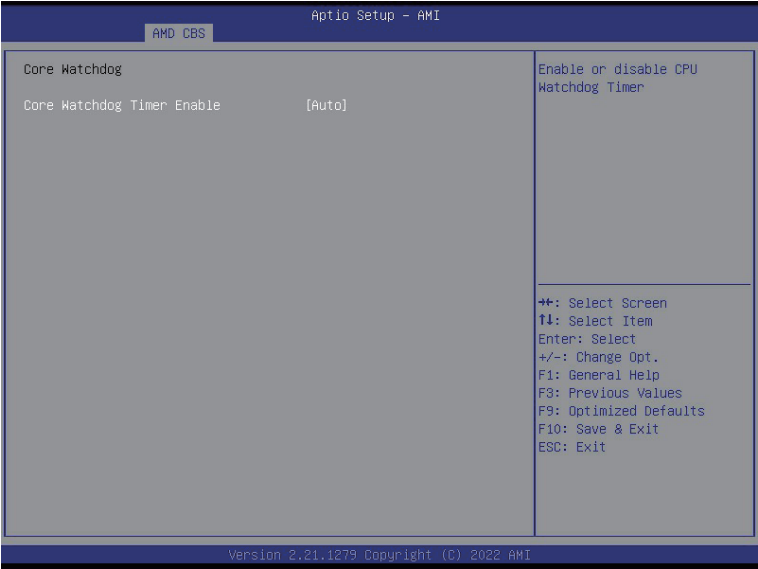 Aptio Setup – AMI
AMD CBS
Core Watchdog
Core Watchdog Timer Enable [Auto]
Enable or disable CPU
Watchdog Timer
→←: Select Screen
↑↓: Select Item
Enter: Select
+/-: Change Opt.
F1: General Help
F3: Previous Values
F9: Optimized Defaults
F10: Save & Exit
ESC: Exit
Version 2.21.1279 Copyright (C) 2022 AMI